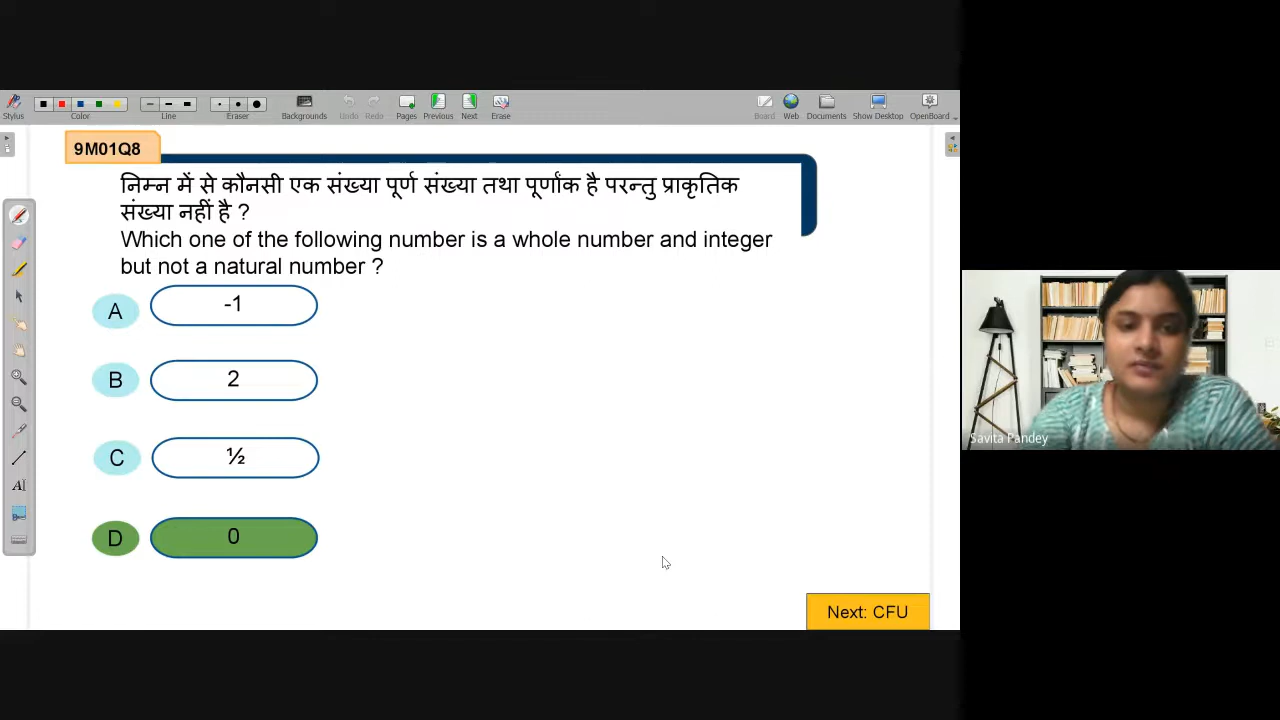 Stylus
Color
Line
Eraser
Backgrounds
Undo
Redo
Pages
Previous
Next
Erase
Board
Web
Documents
Show Desktop
OpenBoard
9M01Q8
निम्न में से कौनसी एक संख्या पूर्ण संख्या तथा पूर्णांक है परन्तु प्राकृतिक
संख्या नहीं है ?
Which one of the following number is a whole number and integer
but not a natural number ?
A
-1
B
2
C
½
D
0
Next: CFU
Savita Pandey